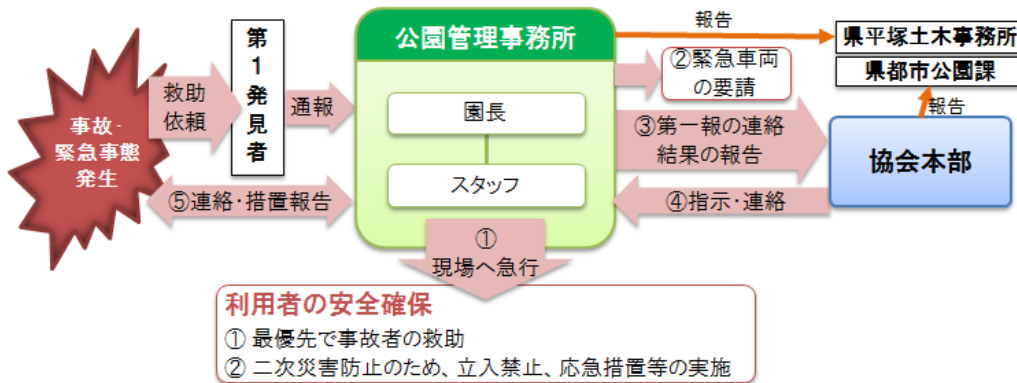 事故・
緊急事態
発生
救助
依頼
第
1
発
見
者
通報
公園管理事務所
園長
スタッフ
報告
県平塚土木事務所
県都市公園課
②緊急車両
の要請
報告
③第一報の連絡
結果の報告
協会本部
④指示・連絡
⑤連絡・措置報告
①
現場へ急行
利用者の安全確保
① 最優先で事故者の救助
② 二次災害防止のため、立入禁止、応急措置等の実施